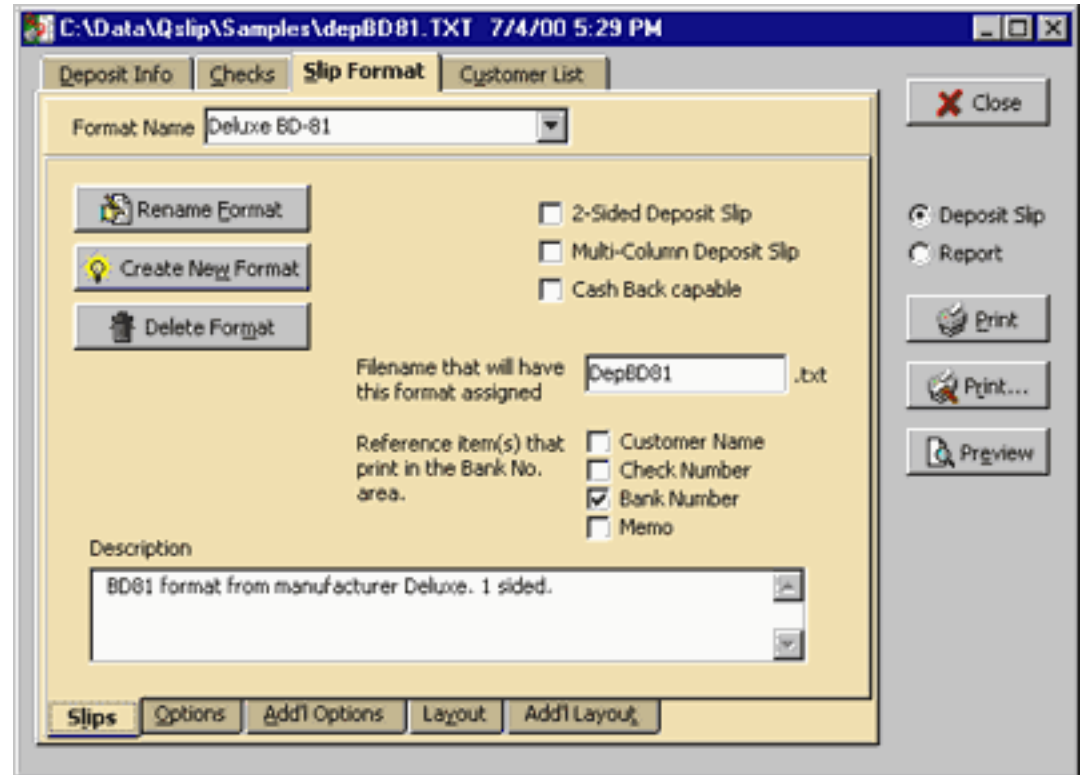 C:\Data\Qslip\Samples\depBD81.TXT 7/4/00 5:29 PM
Deposit Info Checks Slip Format Customer List
Close
Format Name Deluxe BD-81
Rename Format
2-Sided Deposit Slip
Deposit Slip
Multi-Column Deposit Slip
Report
Create New Format
Cash Back capable
Delete Format
Print
Filename that will have
this format assigned
DepBD81 .txt
Print...
Reference item(s) that
print in the Bank No.
area.
Customer Name
Check Number
Bank Number
Memo
Preview
Description
BD81 format from manufacturer Deluxe. 1 sided.
Slips Options Add'l Options Layout Add'l Layout